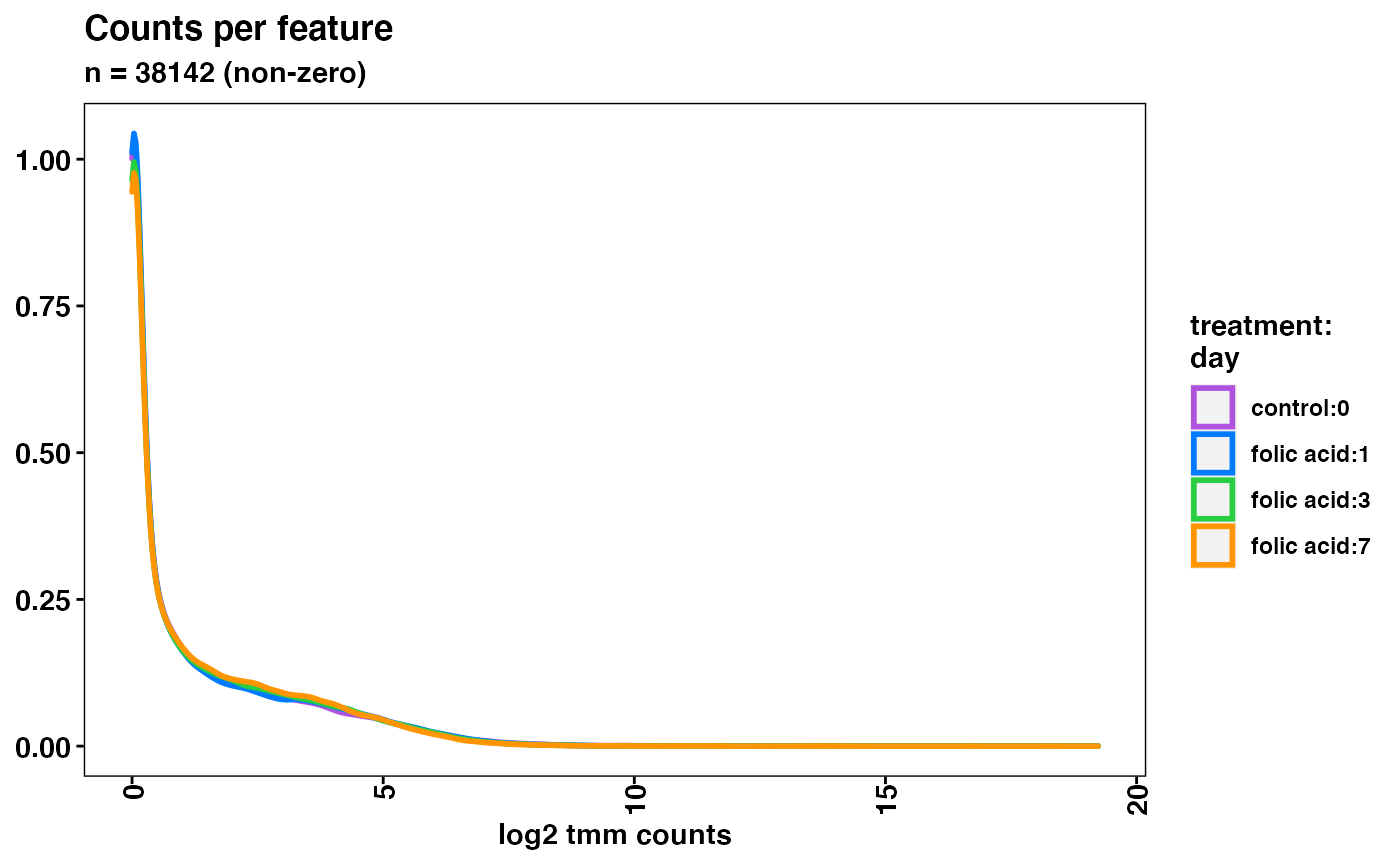 Counts per feature
n = 38142 (non-zero)
1.00
0.75
0.50
0.25
0.00
0
5
10
15
20
log2 tmm counts
treatment:
day
control:0
folic acid:1
folic acid:3
folic acid:7